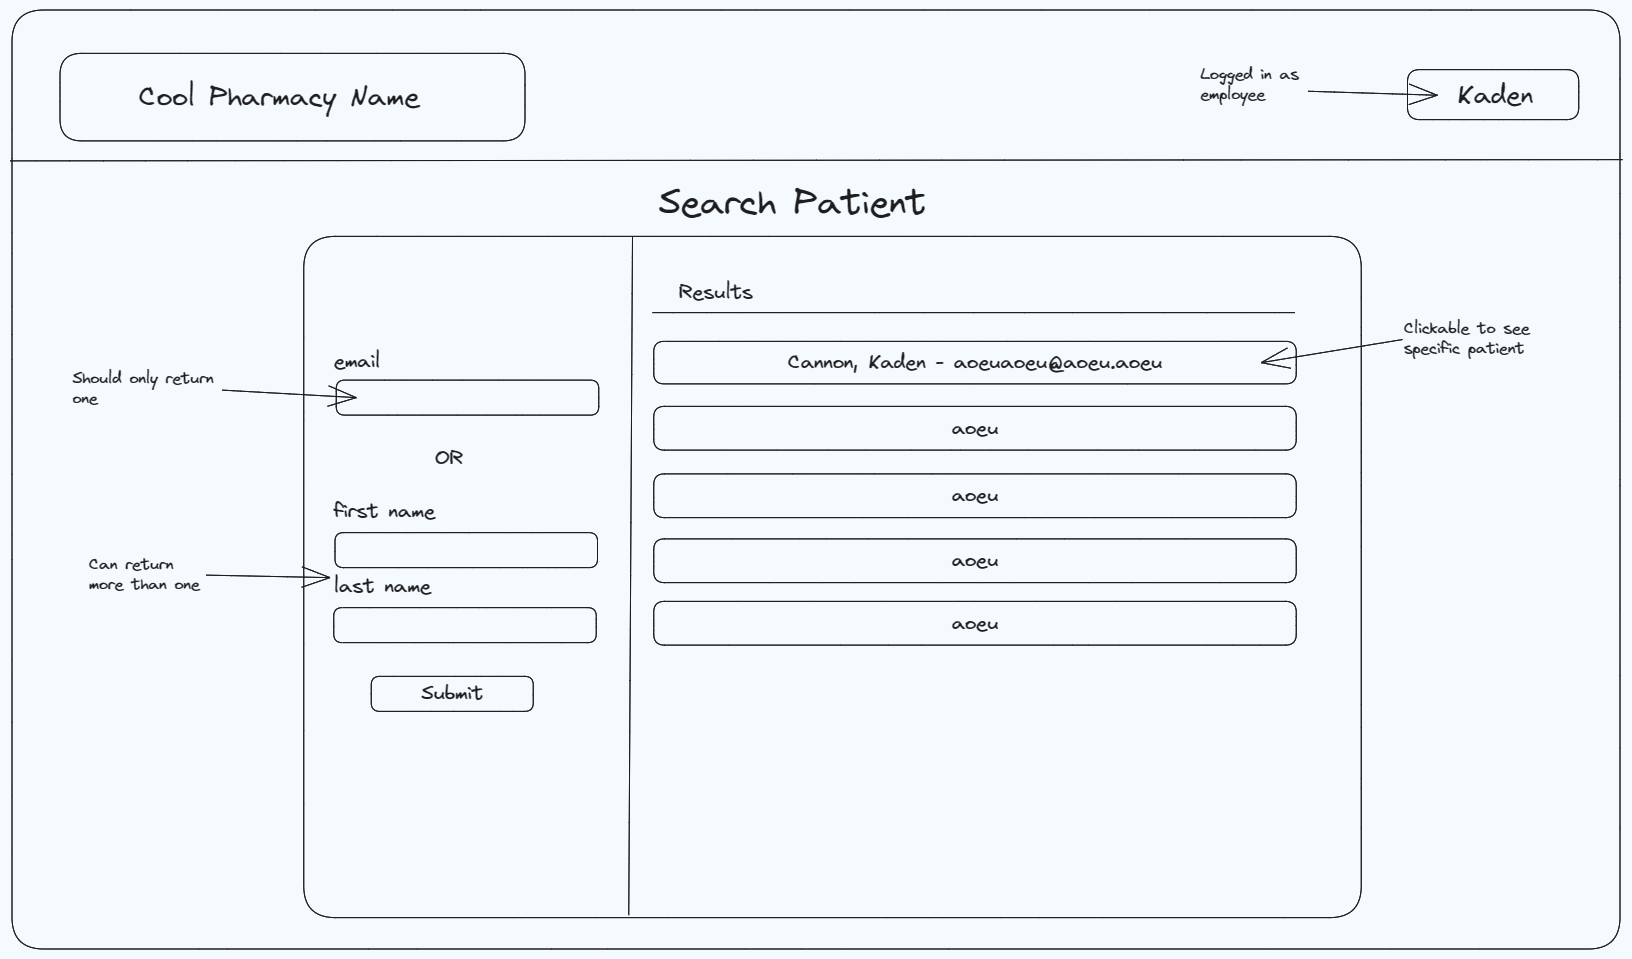 Cool Pharmacy Name
Logged in as
employee
Kaden
Search Patient
Results
email
Should only return
one
OR
first name
Can return
more than one
last name
Submit
Cannon, Kaden - aoeuaoeu@aoeu.aoeu
Clickable to see
specific patient
aoeu
aoeu
aoeu
aoeu